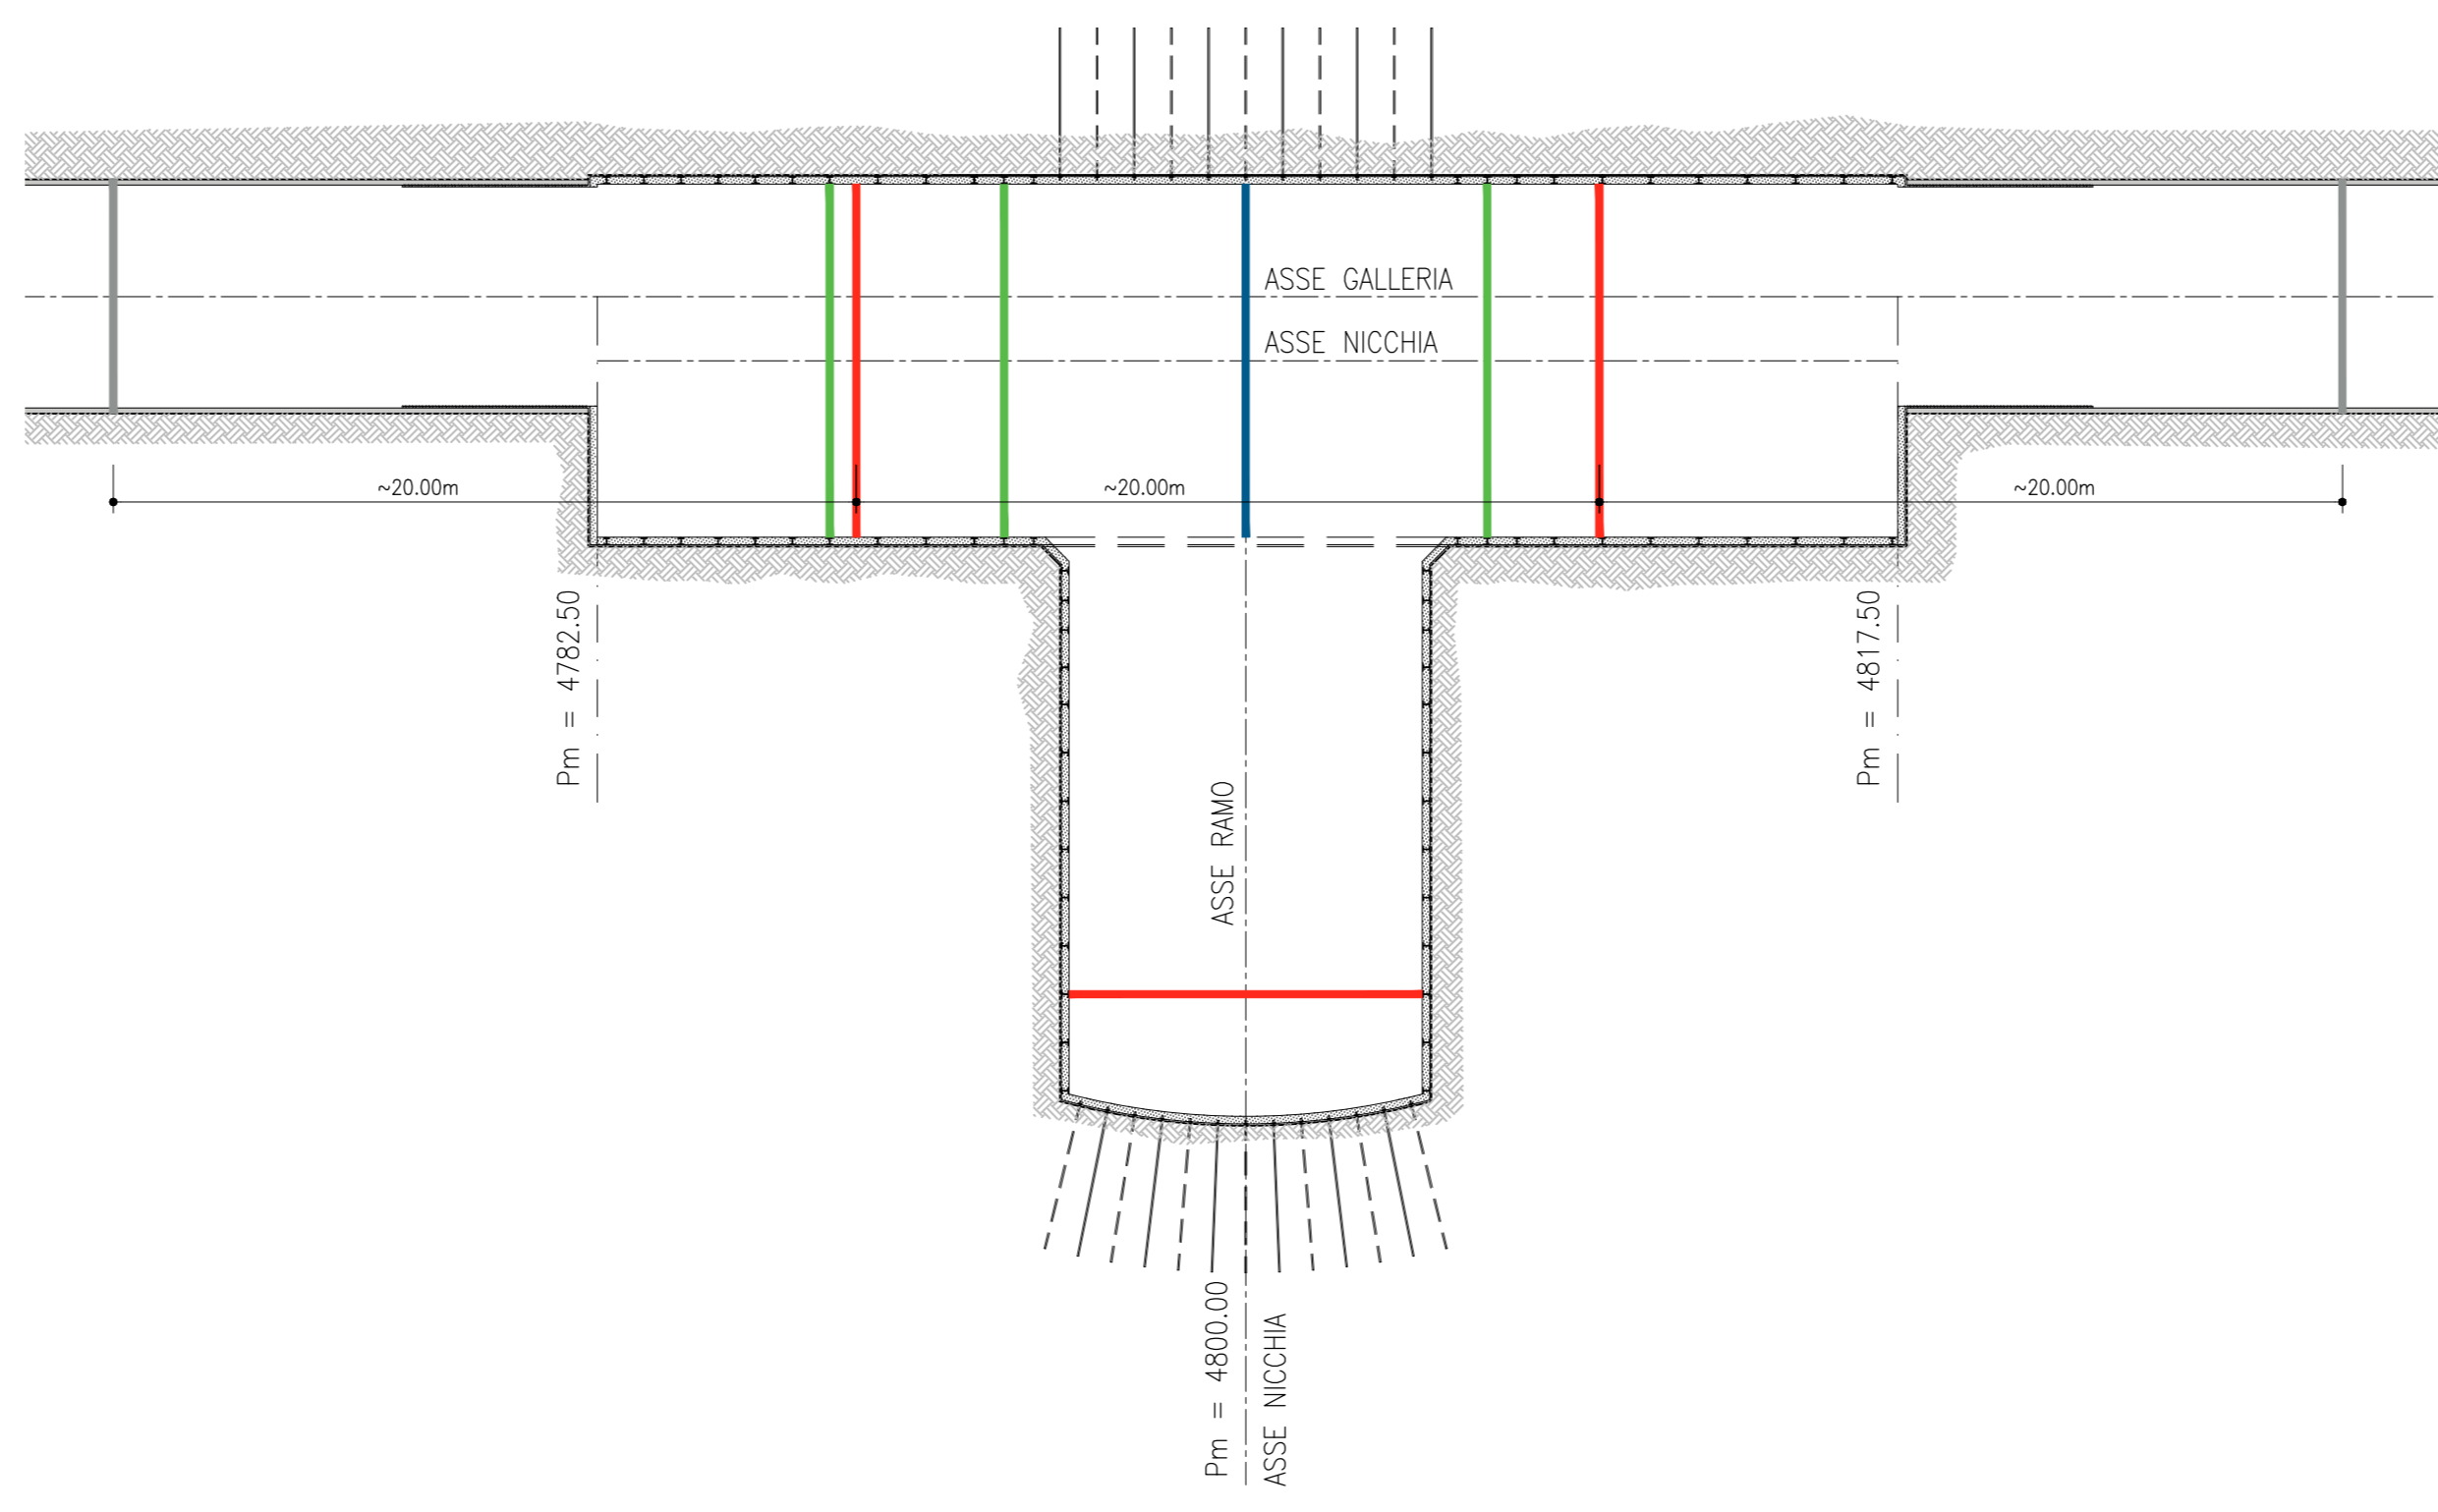 ASSE GALLERIA
ASSE NICCHIA
~20.00m
~20.00m
~20.00m
Pm = 4782.50
Pm = 4817.50
ASSE RAMO
Pm = 4800.00
ASSE NICCHIA